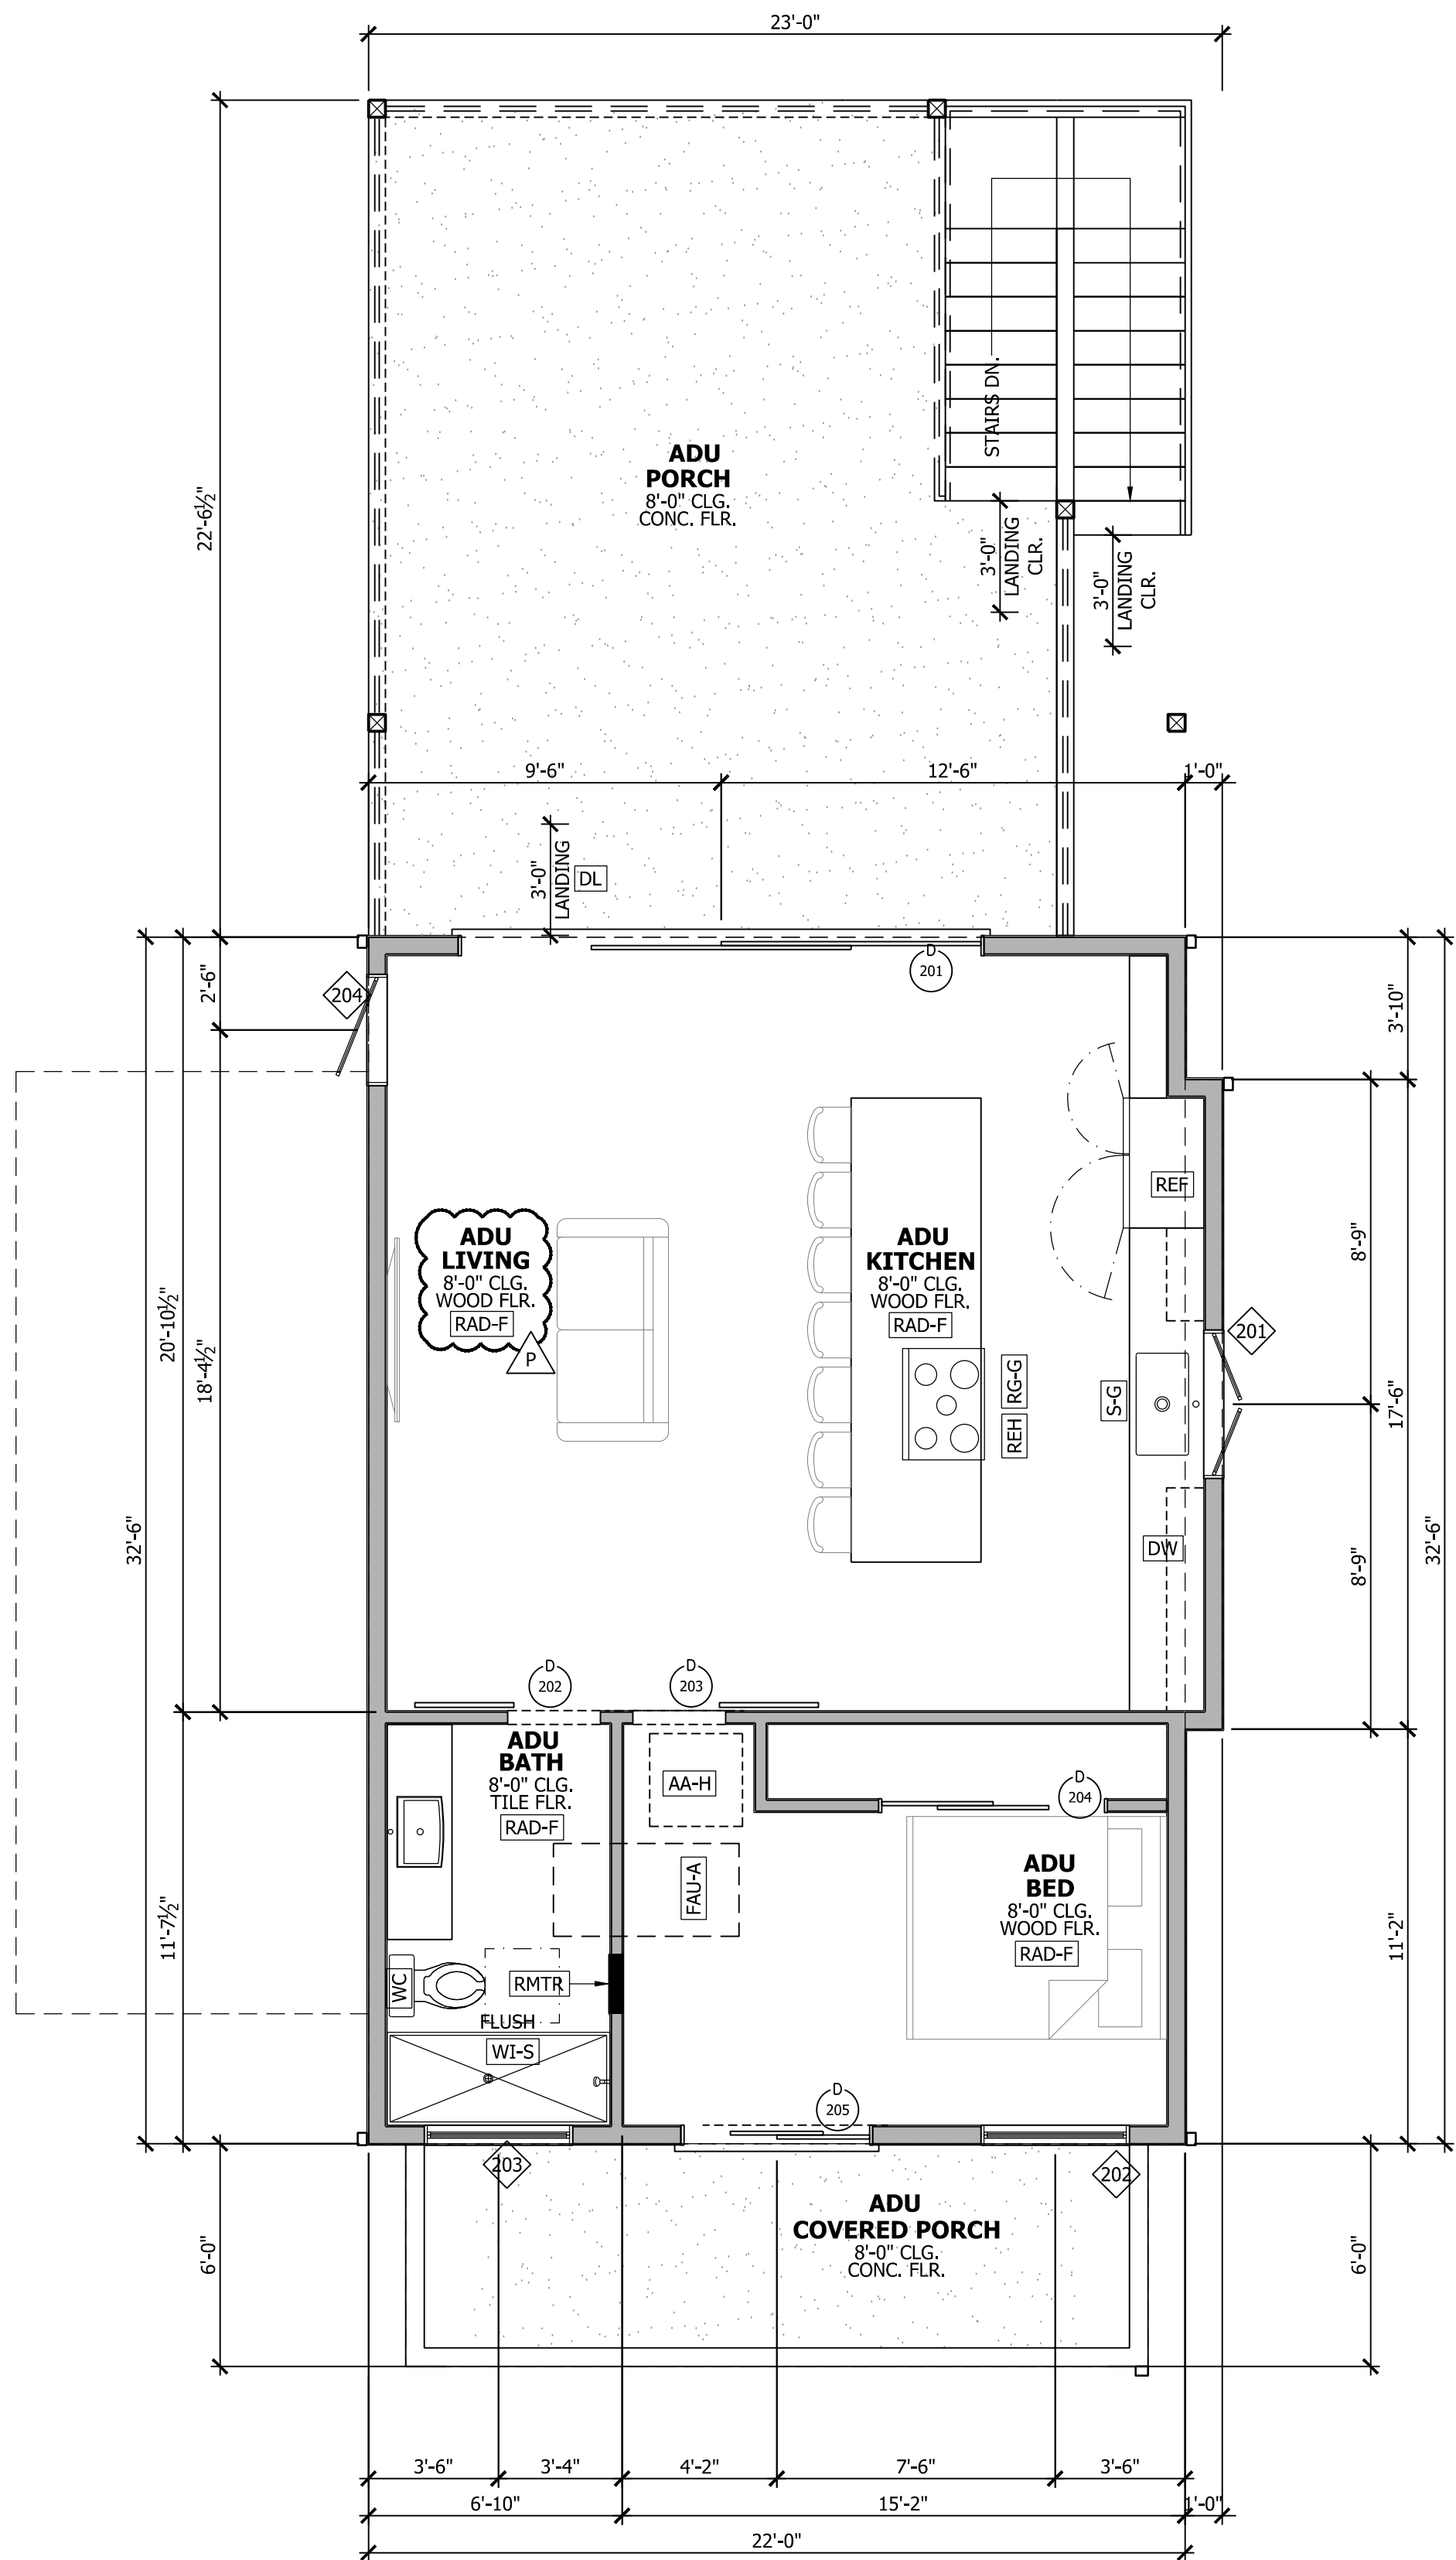 23'-0"
22'-6½"
STAIRS DN.
ADU
PORCH
8'-0" CLG.
CONC. FLR.
3'-0"
LANDING
CLR.
3'-0"
LANDING
CLR.
9'-6"
12'-6"
1'-0"
3'-0"
LANDING
DL
D
201
204
2'-6"
3'-10"
REF
ADU
LIVING
8'-0" CLG.
WOOD FLR.
RAD-F
P
ADU
KITCHEN
8'-0" CLG.
WOOD FLR.
RAD-F
201
8'-9"
20'-10½"
18'-4½"
RG-G
REH
S-G
17'-6"
32'-6"
32'-6"
DW
8'-9"
D
202
D
203
ADU
BATH
8'-0" CLG.
TILE FLR.
RAD-F
AA-H
D
204
FAU-A
ADU
BED
8'-0" CLG.
WOOD FLR.
RAD-F
11'-7½"
11'-2"
WC
RMTR
FLUSH
WI-S
D
205
203
202
ADU
COVERED PORCH
8'-0" CLG.
CONC. FLR.
6'-0"
6'-0"
3'-6"
3'-4"
4'-2"
7'-6"
3'-6"
6'-10"
15'-2"
1'-0"
22'-0"